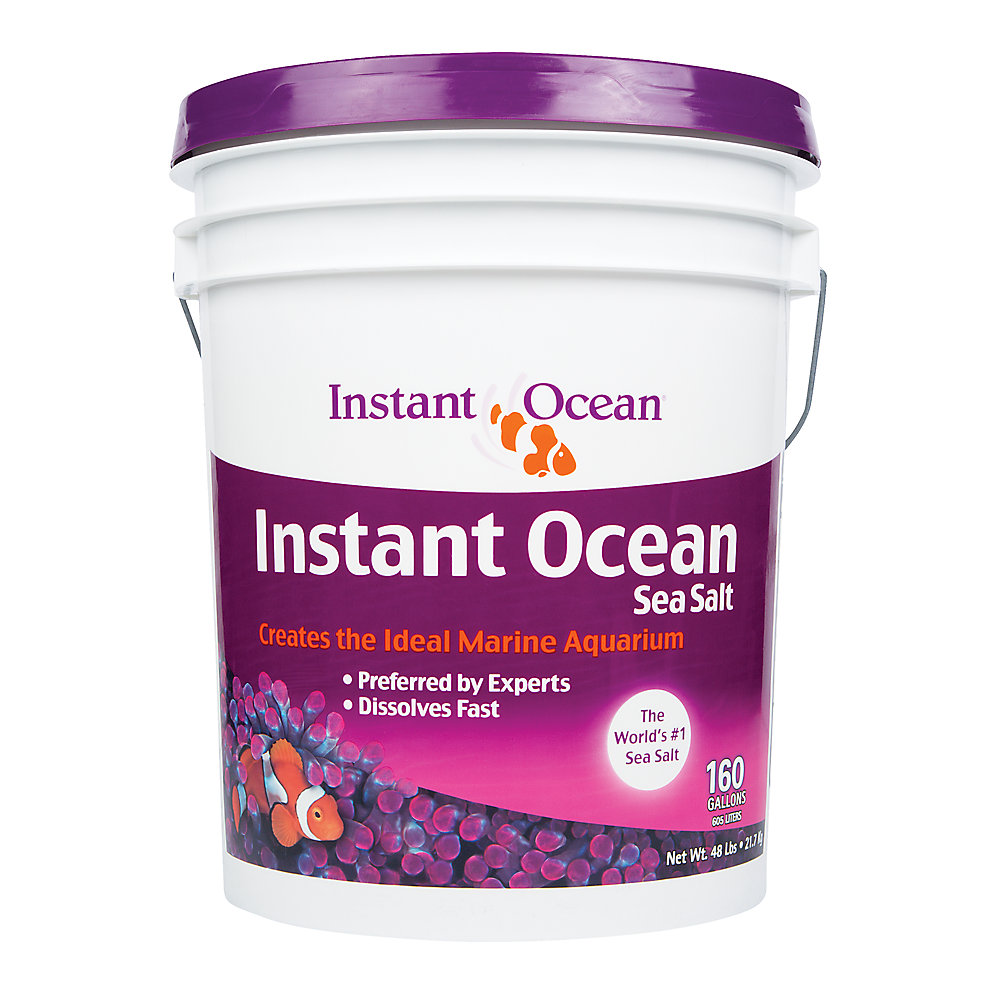 Instant Ocean®
Instant Ocean
Sea Salt
Creates the Ideal Marine Aquarium
• Preferred by Experts
• Dissolves Fast
The
World's #1
Sea Salt
160
GALLONS
605 LITERS
Net Wt. 48 Lbs • 21.7 Kg